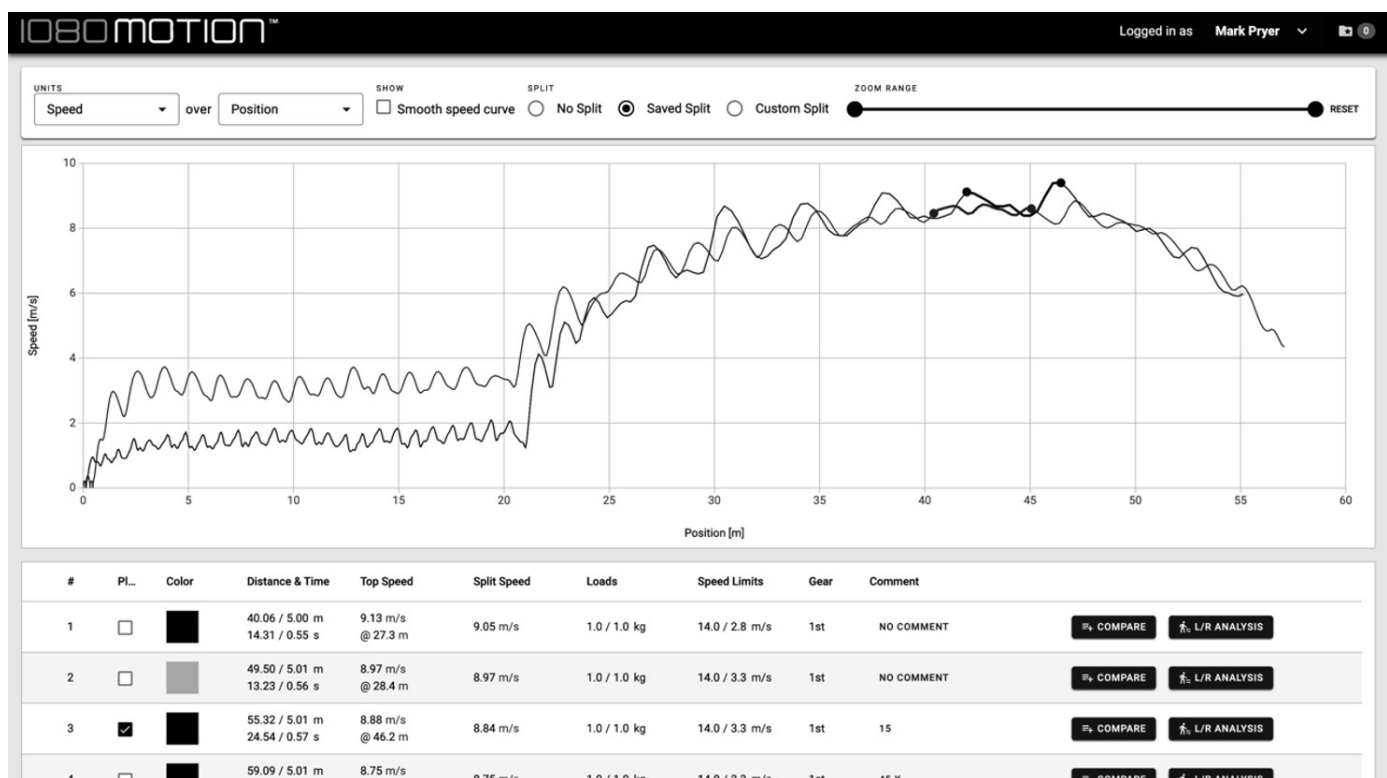 1080 MOTION™
Logged in as Mark Pryer 0
UNITS SHOW SPLIT ZOOM RANGE
Speed over Position Smooth speed curve No Split Saved Split Custom Split RESET
10
8
6
4
2
0
Speed [m/s]
0 5 10 15 20 25 30 35 40 45 50 55 60
Position [m]
# Pl... Color Distance & Time Top Speed Split Speed Loads Speed Limits Gear Comment
1 40.06 / 5.00 m 14.31 / 0.55 s 9.13 m/s @ 27.3 m 9.05 m/s 1.0 / 1.0 kg 14.0 / 2.8 m/s 1st NO COMMENT COMPARE L/R ANALYSIS
2 49.50 / 5.01 m 13.23 / 0.56 s 8.97 m/s @ 28.4 m 8.97 m/s 1.0 / 1.0 kg 14.0 / 3.3 m/s 1st NO COMMENT COMPARE L/R ANALYSIS
3 55.32 / 5.01 m 24.54 / 0.57 s 8.88 m/s @ 46.2 m 8.84 m/s 1.0 / 1.0 kg 14.0 / 3.3 m/s 1st 15 COMPARE L/R ANALYSIS
59.09 / 5.01 m 8.75 m/s